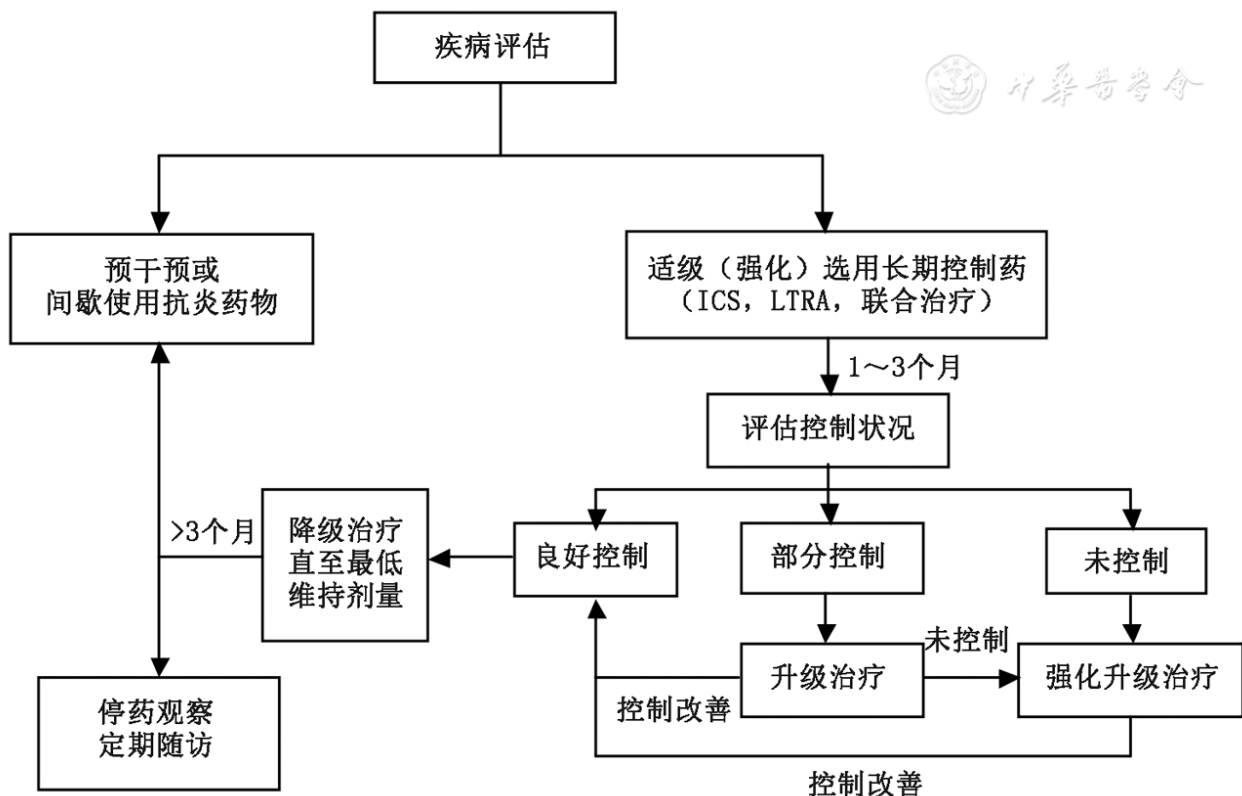 疾病评估
中华医学会
预干预或
间歇使用抗炎药物
适级（强化）选用长期控制药
（ICS，LTRA，联合治疗）
1～3个月
评估控制状况
>3个月
降级治疗
直至最低
维持剂量
良好控制
部分控制
未控制
未控制
升级治疗
强化升级治疗
控制改善
停药观察
定期随访
控制改善